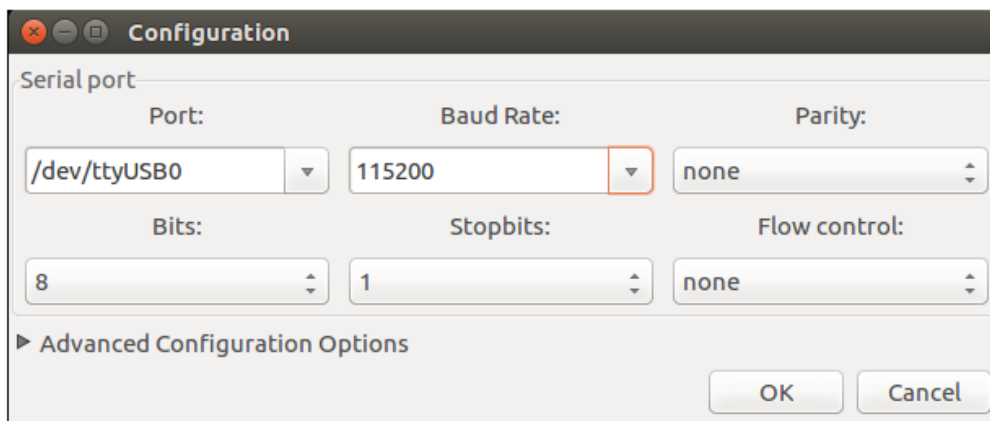 Configuration
Serial port
Port: Baud Rate: Parity:
/dev/ttyUSB0 115200 none
Bits: Stopbits: Flow control:
8 1 none
Advanced Configuration Options
OK Cancel